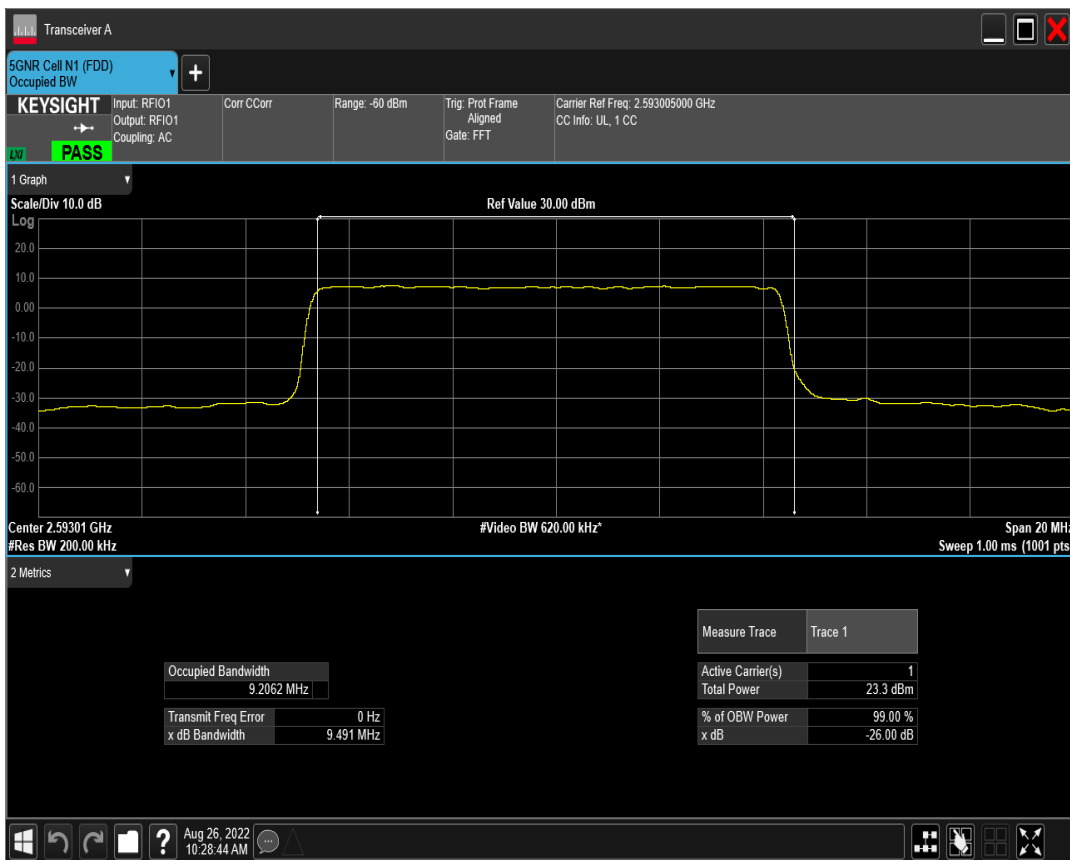 Transceiver A
5GNR Cell N1 (FDD)
Occupied BW
+
KEYSIGHT
LXI
PASS
Input: RFIO1
Output: RFIO1
Coupling: AC
Corr CCorr
Range: -60 dBm
Trig: Prot Frame
Aligned
Gate: FFT
Carrier Ref Freq: 2.593005000 GHz
CC Info: UL, 1 CC
1 Graph
Scale/Div 10.0 dB
Ref Value 30.00 dBm
Log
20.0
10.0
0.00
-10.0
-20.0
-30.0
-40.0
-50.0
-60.0
Center 2.59301 GHz
#Video BW 620.00 kHz*
Span 20 MHz
#Res BW 200.00 kHz
Sweep 1.00 ms (1001 pts
2 Metrics
Measure Trace Trace 1
Occupied Bandwidth
9.2062 MHz
Active Carrier(s) 1
Total Power 23.3 dBm
Transmit Freq Error 0 Hz
x dB Bandwidth 9.491 MHz
% of OBW Power 99.00 %
x dB -26.00 dB
?
Aug 26, 2022
10:28:44 AM